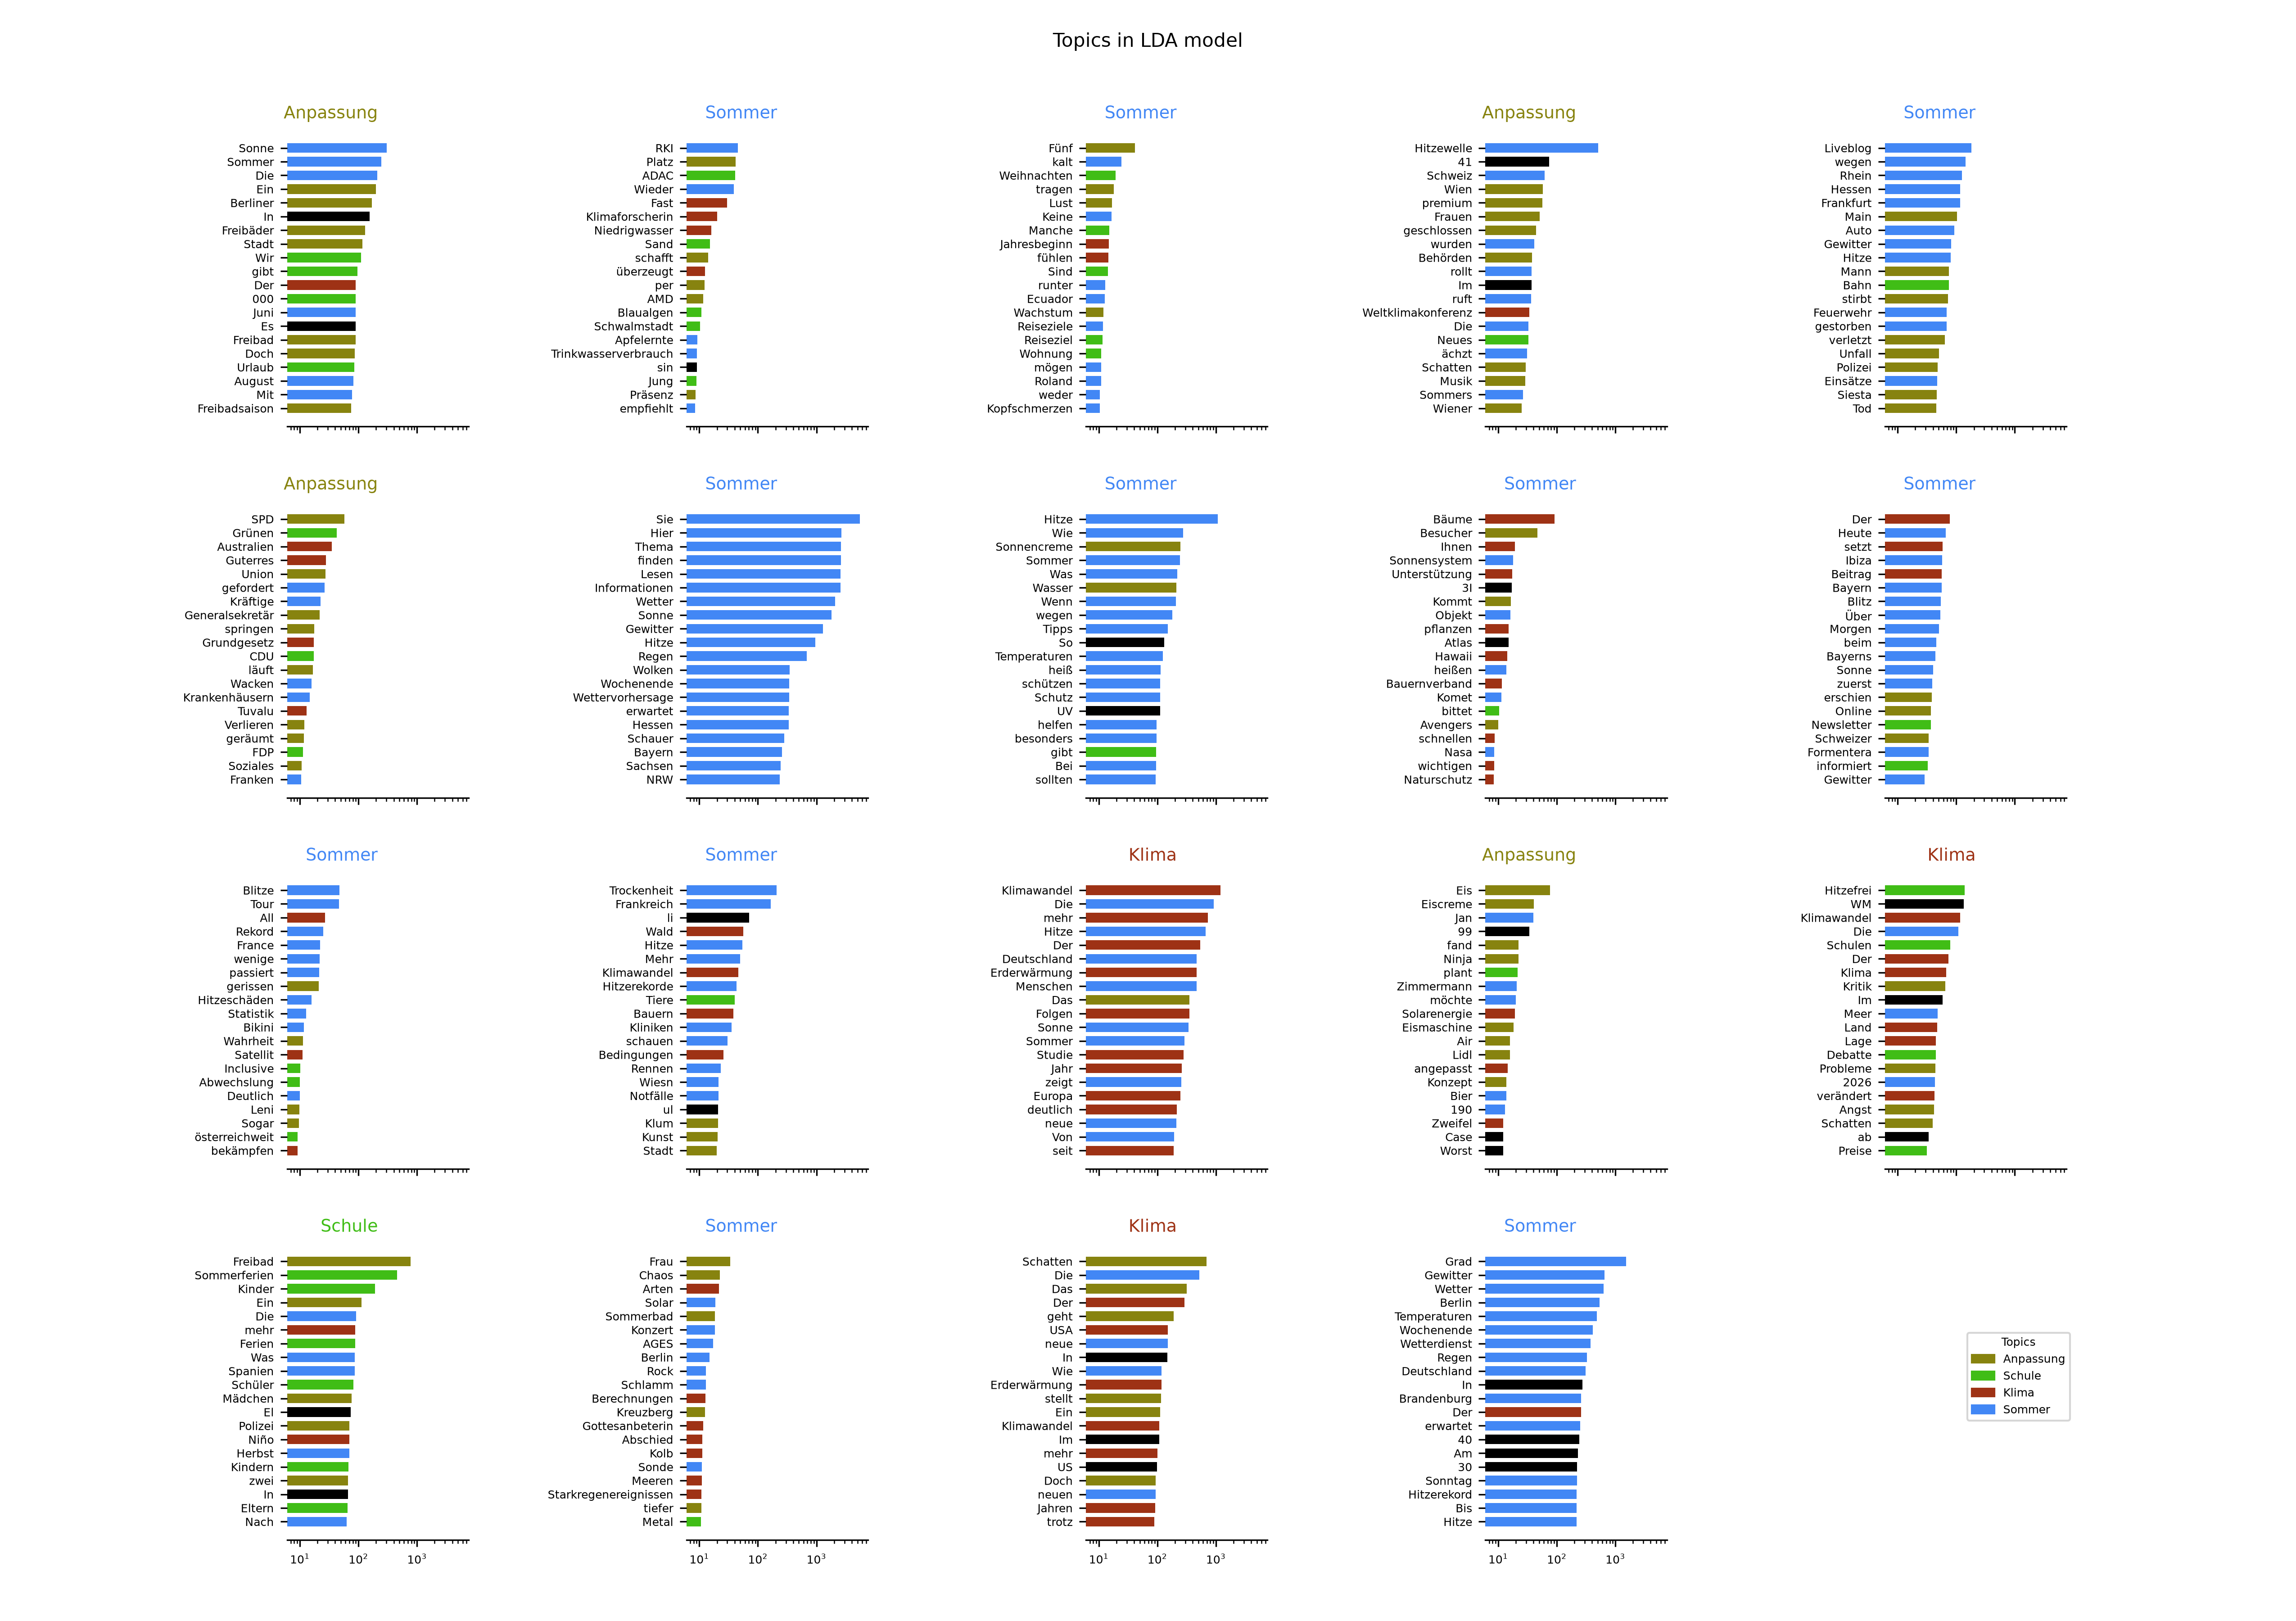 Topics in LDA model
Anpassung
Sonne
Sommer
Die
Ein
Berliner
In
Freibäder
Stadt
Wir
gibt
Der
000
Juni
Es
Freibad
Doch
Urlaub
August
Mit
Freibadsaison
Sommer
RKI
Platz
ADAC
Wieder
Fast
Klimaforscherin
Niedrigwasser
Sand
schafft
überzeugt
per
AMD
Blaualgen
Schwalmstadt
Apfelernte
Trinkwasserverbrauch
sin
Jung
Präsenz
empfiehlt
Sommer
Fünf
kalt
Weihnachten
tragen
Lust
Keine
Manche
Jahresbeginn
fühlen
Sind
runter
Ecuador
Wachstum
Reiseziele
Reiseziel
Wohnung
mögen
Roland
weder
Kopfschmerzen
Anpassung
Hitzewelle
41
Schweiz
Wien
premium
Frauen
geschlossen
wurden
Behörden
rollt
Im
ruft
Weltklimakonferenz
Die
Neues
ächzt
Schatten
Musik
Sommers
Wiener
Sommer
Liveblog
wegen
Rhein
Hessen
Frankfurt
Main
Auto
Gewitter
Hitze
Mann
Bahn
stirbt
Feuerwehr
gestorben
verletzt
Unfall
Polizei
Einsätze
Siesta
Tod
Anpassung
SPD
Grünen
Australien
Guterres
Union
gefordert
Kräftige
Generalsekretär
springen
Grundgesetz
CDU
läuft
Wacken
Krankenhäusern
Tuvalu
Verlieren
geräumt
FDP
Soziales
Franken
Sommer
Sie
Hier
Thema
finden
Lesen
Informationen
Wetter
Sonne
Gewitter
Hitze
Regen
Wolken
Wochenende
Wettervorhersage
erwartet
Hessen
Schauer
Bayern
Sachsen
NRW
Sommer
Hitze
Wie
Sonnencreme
Sommer
Was
Wasser
Wenn
wegen
Tipps
So
Temperaturen
heiß
schützen
Schutz
UV
helfen
besonders
gibt
Bei
sollten
Sommer
Bäume
Besucher
Ihnen
Sonnensystem
Unterstützung
3I
Kommt
Objekt
pflanzen
Atlas
Hawaii
heißen
Bauernverband
Komet
bittet
Avengers
schnellen
Nasa
wichtigen
Naturschutz
Sommer
Der
Heute
setzt
Ibiza
Beitrag
Bayern
Blitz
Über
Morgen
beim
Bayerns
Sonne
zuerst
erschien
Online
Newsletter
Schweizer
Formentera
informiert
Gewitter
Sommer
Blitze
Tour
All
Rekord
France
wenige
passiert
gerissen
Hitzeschäden
Statistik
Bikini
Wahrheit
Satellit
Inclusive
Abwechslung
Deutlich
Leni
Sogar
österreichweit
bekämpfen
Sommer
Trockenheit
Frankreich
li
Wald
Hitze
Mehr
Klimawandel
Hitzerekorde
Tiere
Bauern
Kliniken
schauen
Bedingungen
Rennen
Wiesn
Notfälle
ul
Klum
Kunst
Stadt
Klima
Klimawandel
Die
mehr
Hitze
Der
Deutschland
Erderwärmung
Menschen
Das
Folgen
Sonne
Sommer
Studie
Jahr
zeigt
Europa
deutlich
neue
Von
seit
Anpassung
Eis
Eiscreme
Jan
99
fand
Ninja
plant
Zimmermann
möchte
Solarenergie
Eismaschine
Air
Lidl
angepasst
Konzept
Bier
190
Zweifel
Case
Worst
Klima
Hitzefrei
WM
Klimawandel
Die
Schulen
Der
Klima
Kritik
Im
Meer
Land
Lage
Debatte
Probleme
2026
verändert
Angst
Schatten
ab
Preise
Schule
Freibad
Sommerferien
Kinder
Ein
Die
mehr
Ferien
Was
Spanien
Schüler
Mädchen
El
Polizei
Niño
Herbst
Kindern
zwei
In
Eltern
Nach
10¹ 10² 10³
Sommer
Frau
Chaos
Arten
Solar
Sommerbad
Konzert
AGES
Berlin
Rock
Schlamm
Berechnungen
Kreuzberg
Gottesanbeterin
Abschied
Kolb
Sonde
Meeren
Starkregenereignissen
tiefer
Metal
10¹ 10² 10³
Klima
Schatten
Die
Das
Der
geht
USA
neue
In
Wie
Erderwärmung
stellt
Ein
Klimawandel
Im
mehr
US
Doch
neuen
Jahren
trotz
10¹ 10² 10³
Sommer
Grad
Gewitter
Wetter
Berlin
Temperaturen
Wochenende
Wetterdienst
Regen
Deutschland
In
Brandenburg
Der
erwartet
40
Am
30
Sonntag
Hitzerekord
Bis
Hitze
10¹ 10² 10³
Topics
Anpassung
Schule
Klima
Sommer